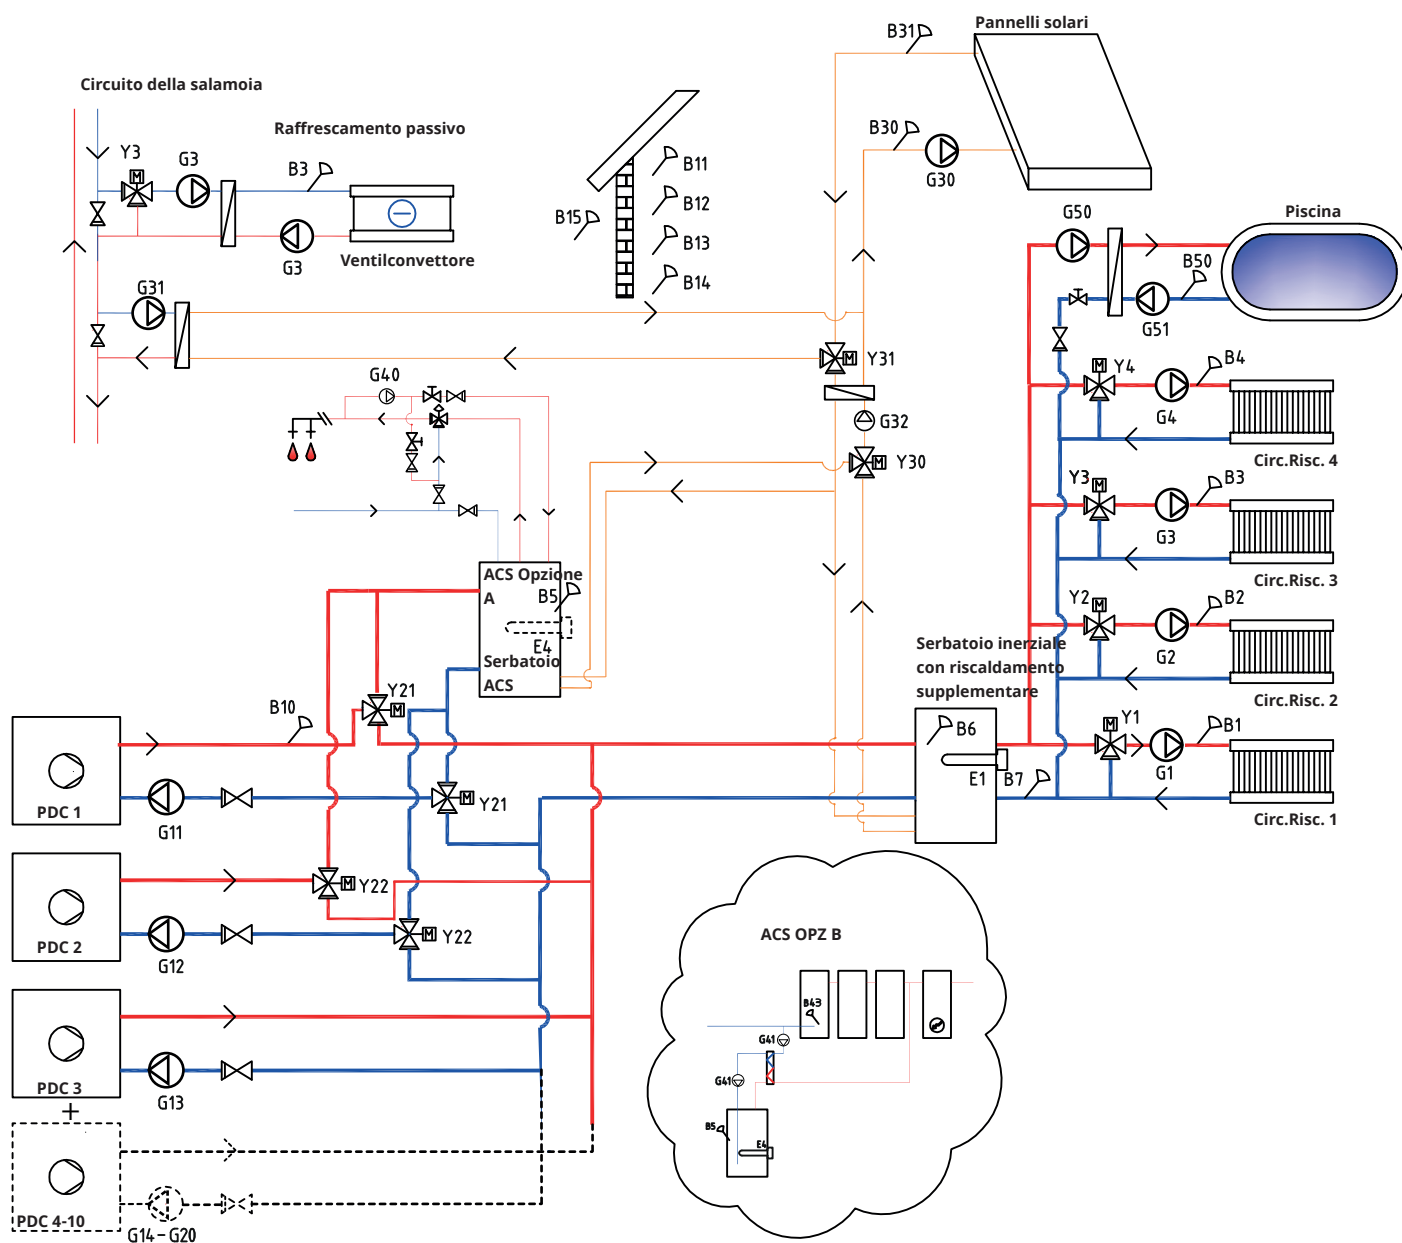 Pannelli solari
B31
Circuito della salamoia
Raffrescamento passivo
B30
G30
Y3
G3
B3
B11
B12
B15
B13
B14
G3
Ventilconvettore
Piscina
G50
B50
G51
G31
Y31
G40
G32
Y30
Y4
B4
G4
Circ.Risc. 4
Y3
B3
G3
Circ.Risc. 3
ACS Opzione
A
B5
E4
Serbatoio
ACS
Y2
B2
G2
Circ.Risc. 2
Serbatoio inerziale
con riscaldamento
supplementare
Y21
B10
B6
E1
B7
Y1
B1
G1
Circ.Risc. 1
PDC 1
G11
Y21
Y22
PDC 2
G12
Y22
ACS OPZ B
B43
G41
G41
B5
E4
PDC 3
G13
+
PDC 4-10
G14-G20
M
M
M
M
M
M
M
M
M
M
M